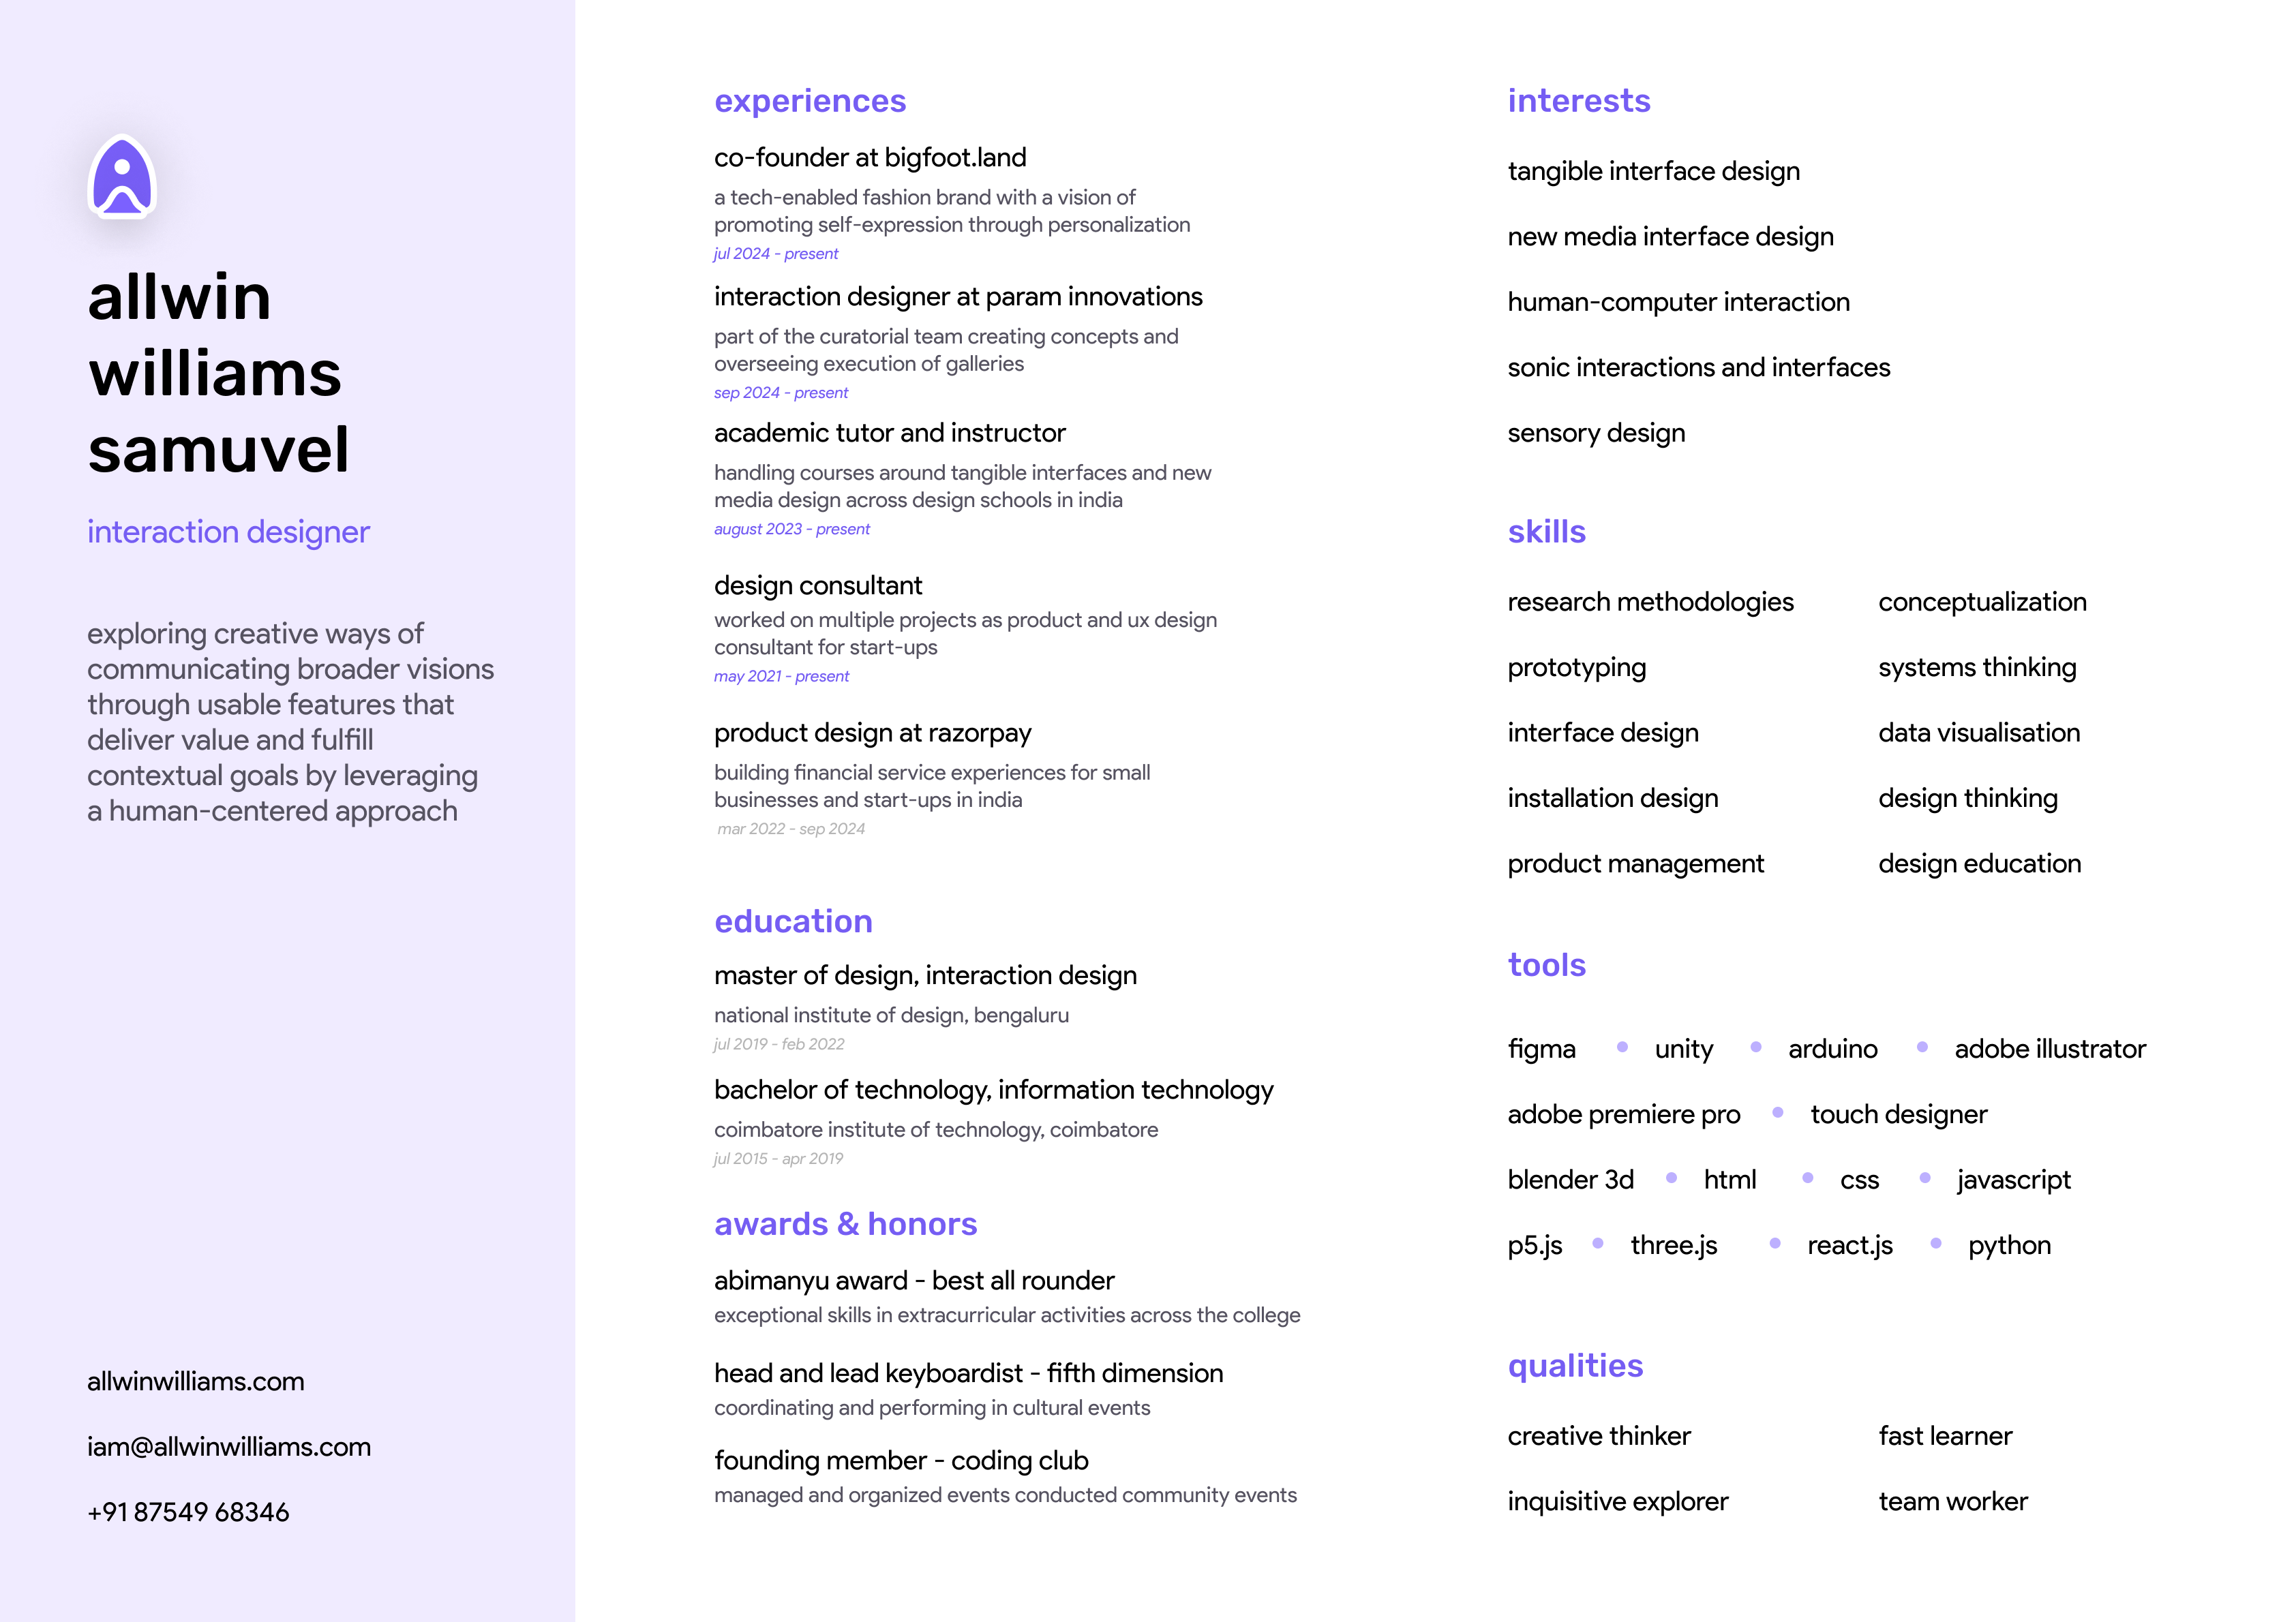 allwin
williams
samuvel
interaction designer
exploring creative ways of
communicating broader visions
through usable features that
deliver value and fulfill
contextual goals by leveraging
a human-centered approach
allwinwilliams.com
iam@allwinwilliams.com
+91 87549 68346
experiences
co-founder at bigfoot.land
a tech-enabled fashion brand with a vision of
promoting self-expression through personalization
jul 2024 - present
interaction designer at param innovations
part of the curatorial team creating concepts and
overseeing execution of galleries
sep 2024 - present
academic tutor and instructor
handling courses around tangible interfaces and new
media design across design schools in india
august 2023 - present
design consultant
worked on multiple projects as product and ux design
consultant for start-ups
may 2021 - present
product design at razorpay
building financial service experiences for small
businesses and start-ups in india
mar 2022 - sep 2024
education
master of design, interaction design
national institute of design, bengaluru
jul 2019 - feb 2022
bachelor of technology, information technology
coimbatore institute of technology, coimbatore
jul 2015 - apr 2019
awards & honors
abimanyu award - best all rounder
exceptional skills in extracurricular activities across the college
head and lead keyboardist - fifth dimension
coordinating and performing in cultural events
founding member - coding club
managed and organized events conducted community events
interests
tangible interface design
new media interface design
human-computer interaction
sonic interactions and interfaces
sensory design
skills
research methodologies conceptualization
prototyping systems thinking
interface design data visualisation
installation design design thinking
product management design education
tools
figma • unity • arduino • adobe illustrator
adobe premiere pro • touch designer
blender 3d • html • css • javascript
p5.js • three.js • react.js • python
qualities
creative thinker fast learner
inquisitive explorer team worker